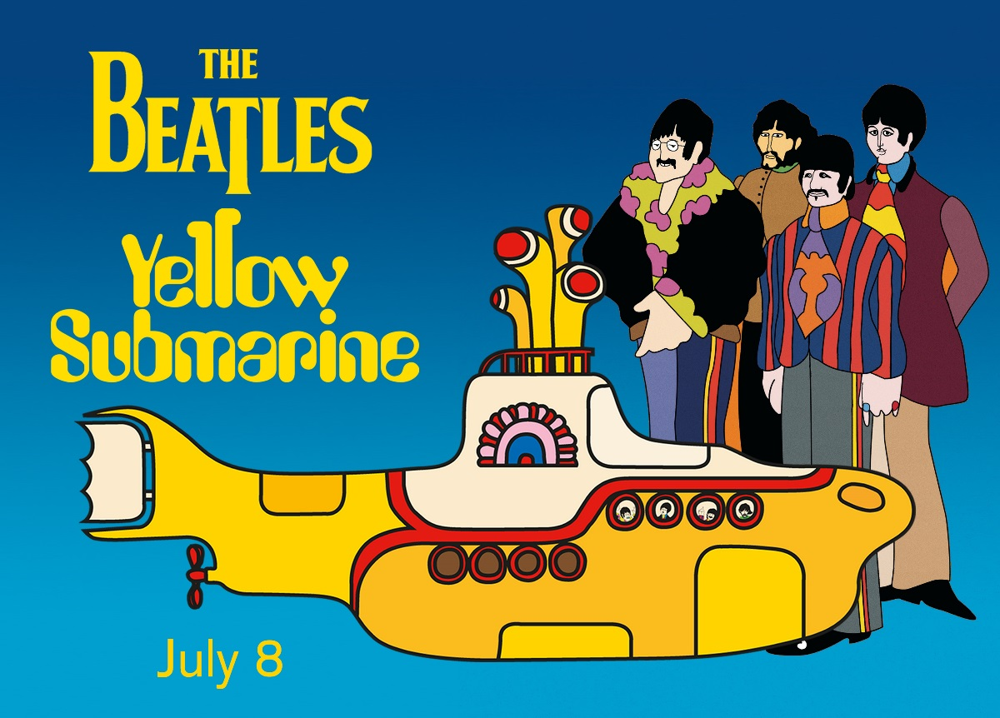 THE
BEATLES
Yellow
Submarine
July 8